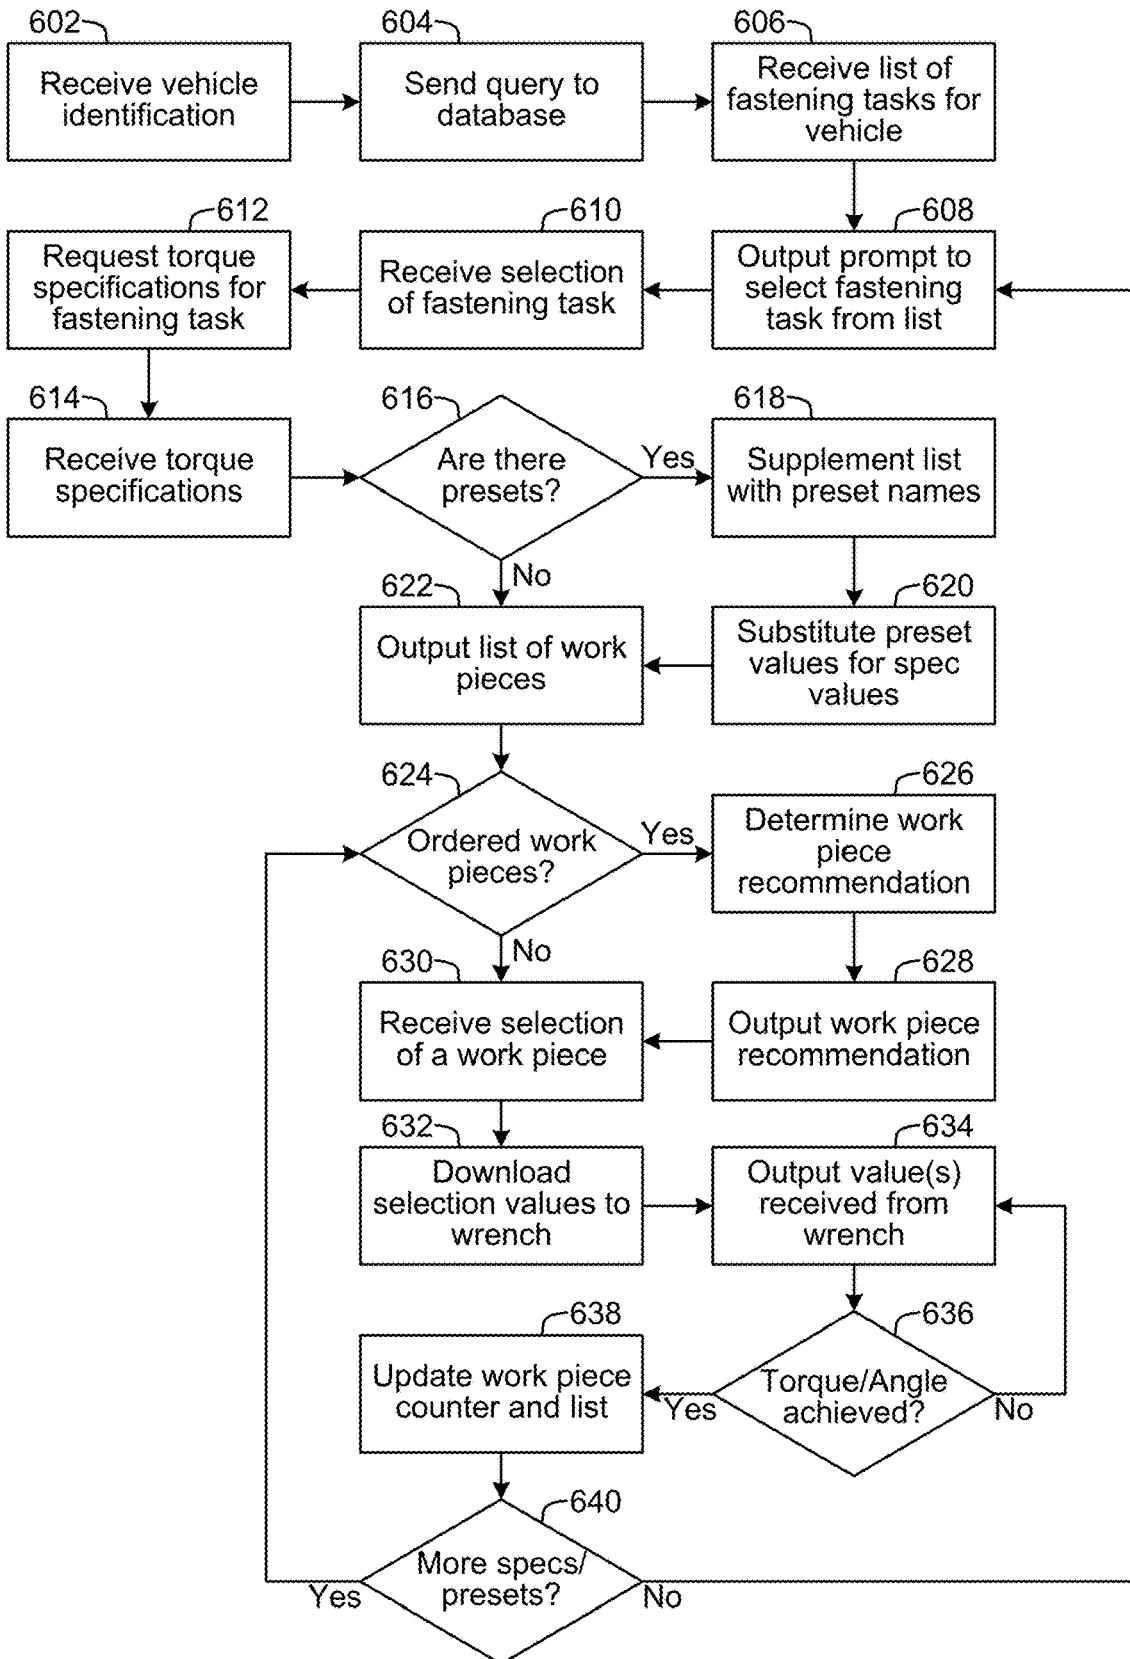 602
Receive vehicle
identification
604
Send query to
database
606
Receive list of
fastening tasks for
vehicle
608
Output prompt to
select fastening
task from list
610
Receive selection
of fastening task
612
Request torque
specifications for
fastening task
614
Receive torque
specifications
616
Are there
presets?
Yes
No
618
Supplement list
with preset names
620
Substitute preset
values for spec
values
622
Output list of work
pieces
624
Ordered work
pieces?
Yes
No
626
Determine work
piece
recommendation
628
Output work piece
recommendation
630
Receive selection
of a work piece
632
Download
selection values to
wrench
634
Output value(s)
received from
wrench
636
Torque/Angle
achieved?
Yes
No
638
Update work piece
counter and list
640
More specs/
presets?
Yes
No